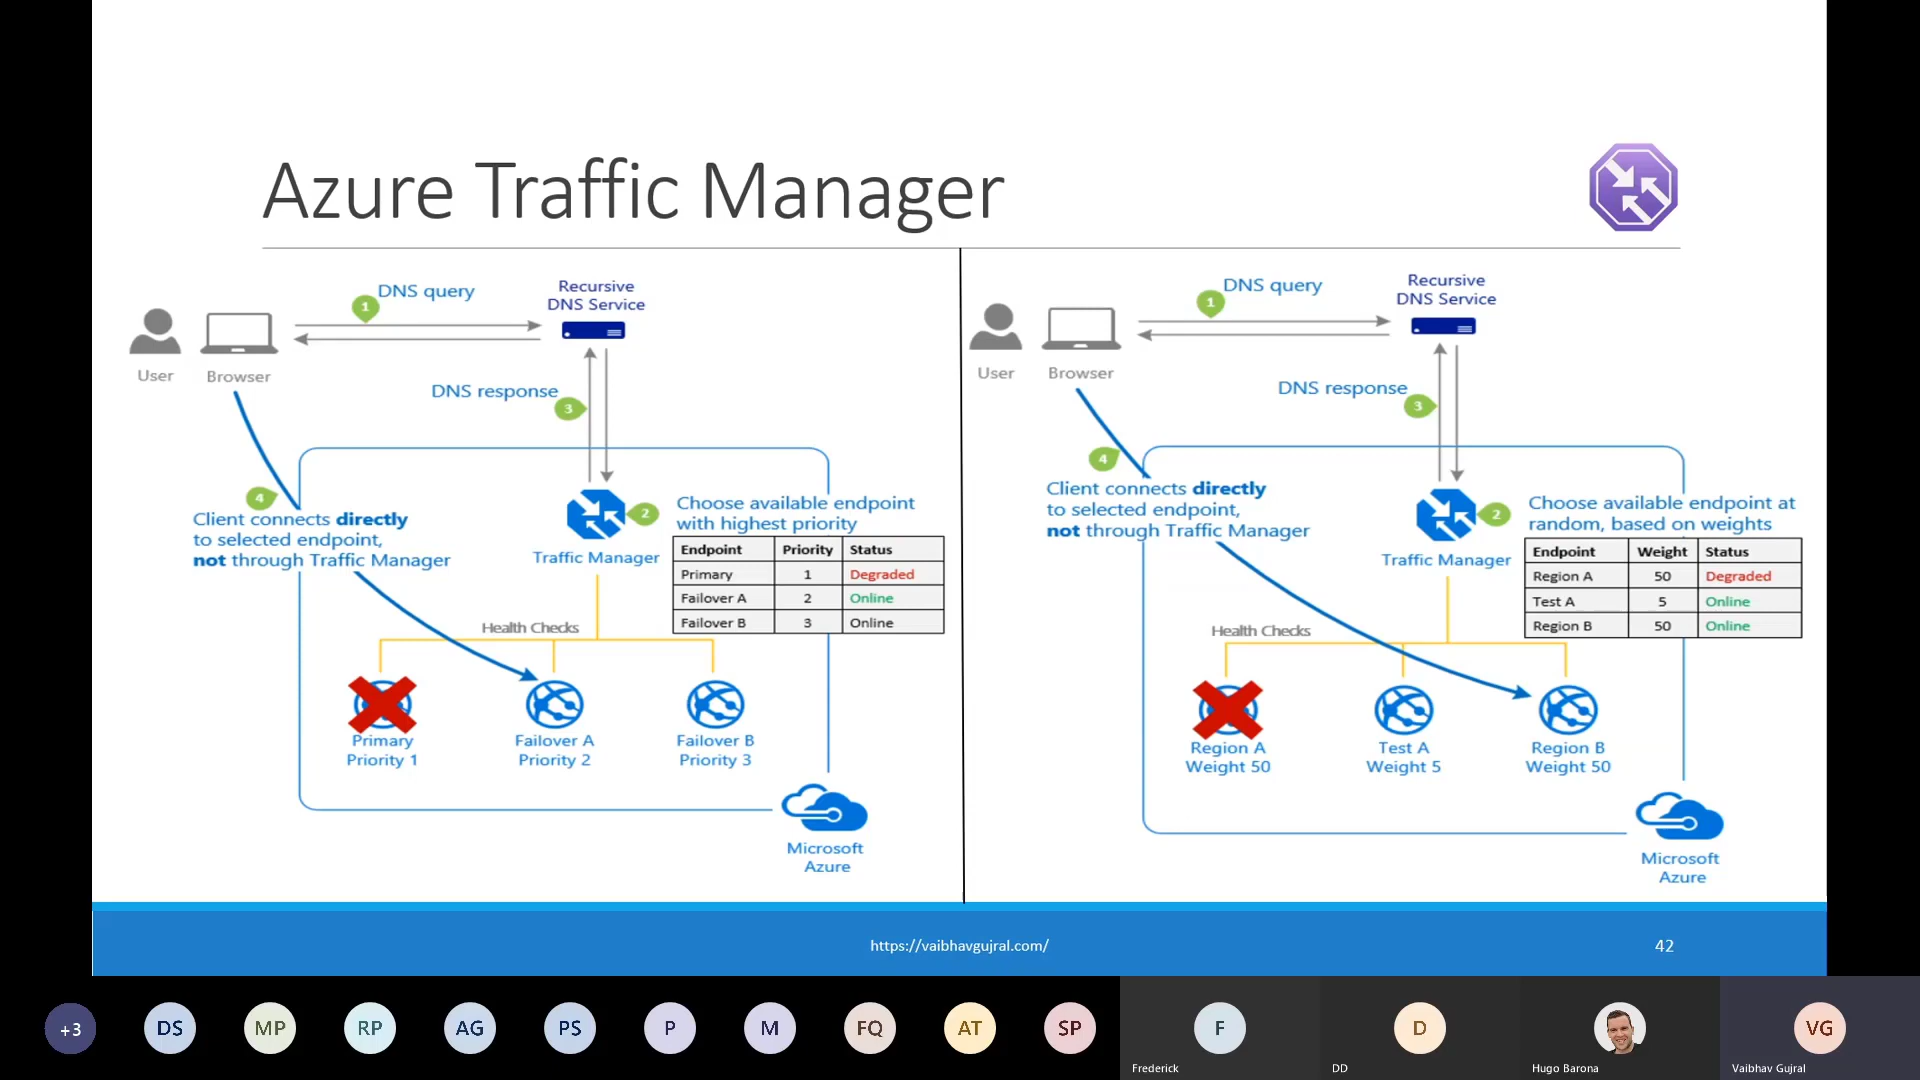 Azure Traffic Manager
DNS query
1
Recursive
DNS Service
User
Browser
DNS response
3
4
Client connects directly
to selected endpoint,
not through Traffic Manager
2
Traffic Manager
Choose available endpoint
with highest priority
Endpoint Priority Status
Primary 1 Degraded
Failover A 2 Online
Failover B 3 Online
Health Checks
Primary
Priority 1
Failover A
Priority 2
Failover B
Priority 3
Microsoft
Azure
DNS query
1
Recursive
DNS Service
User
Browser
DNS response
3
4
Client connects directly
to selected endpoint,
not through Traffic Manager
2
Traffic Manager
Choose available endpoint at
random, based on weights
Endpoint Weight Status
Region A 50 Degraded
Test A 5 Online
Region B 50 Online
Health Checks
Region A
Weight 50
Test A
Weight 5
Region B
Weight 50
Microsoft
Azure
https://vaibhavgujral.com/
42
+3
DS
MP
RP
AG
PS
P
M
FQ
AT
SP
F
Frederick
D
DD
Hugo Barona
VG
Vaibhav Gujral